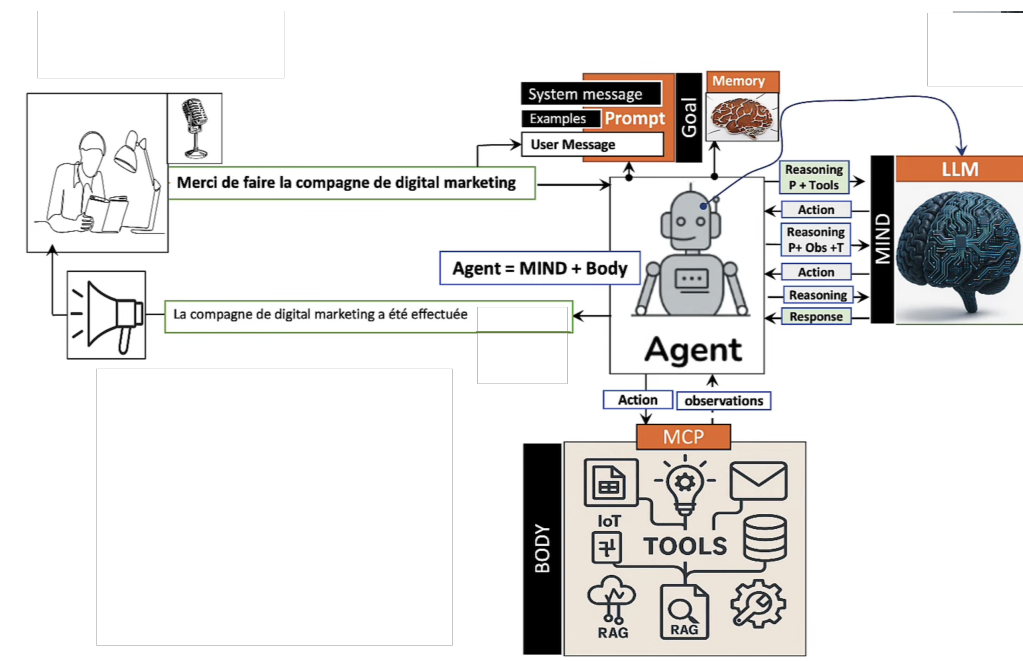 System message
Examples
Prompt
User Message
Goal
Memory
Merci de faire la compagne de digital marketing
Reasoning
P + Tools
Action
Reasoning
P+ Obs +T
Action
Reasoning
Response
MIND
LLM
Agent = MIND + Body
La compagne de digital marketing a été effectuée
Agent
Action
observations
MCP
BODY
IoT
TOOLS
RAG
RAG